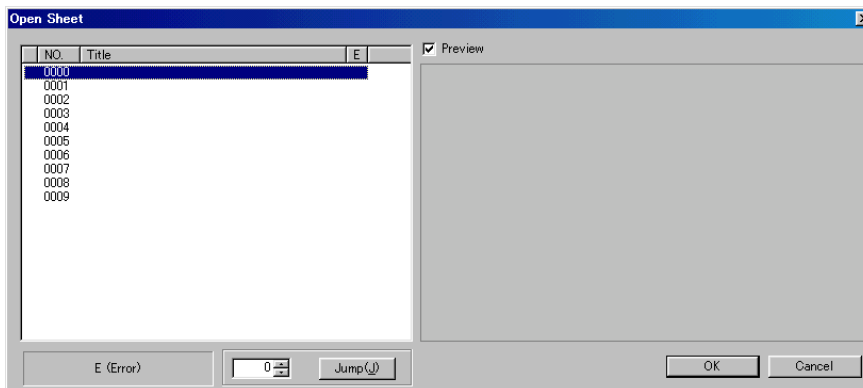 Open Sheet
NO. Title E
Preview
0000
0001
0002
0003
0004
0005
0006
0007
0008
0009
E (Error)
0
Jump(J)
OK
Cancel